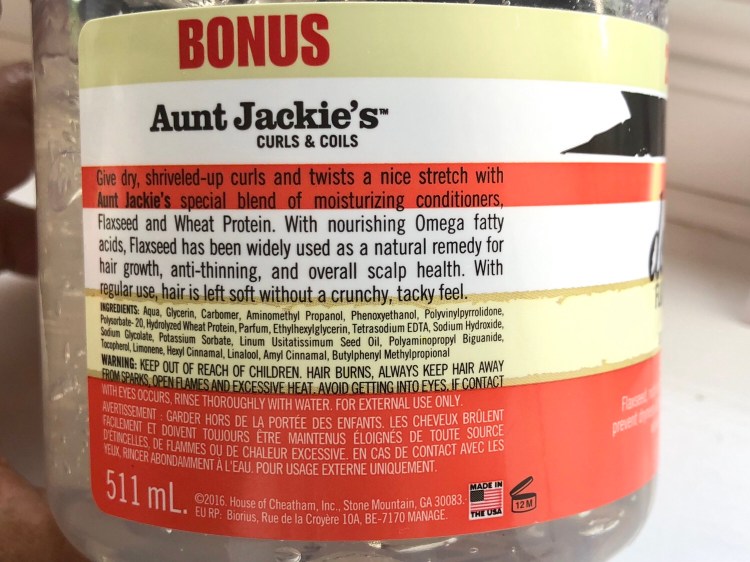 BONUS
Aunt Jackie's™
CURLS & COILS
Give dry, shriveled-up curls and twists a nice stretch with
Aunt Jackie's special blend of moisturizing conditioners,
Flaxseed and Wheat Protein. With nourishing Omega fatty
acids, Flaxseed has been widely used as a natural remedy for
hair growth, anti-thinning, and overall scalp health. With
regular use, hair is left soft without a crunchy, tacky feel.
INGREDIENTS: Aqua, Glycerin, Carbomer, Aminomethyl Propanol, Phenoxyethanol, Polyvinylpyrrolidone,
Polysorbate- 20, Hydrolyzed Wheat Protein, Parfum, Ethylhexylglycerin, Tetrasodium EDTA, Sodium Hydroxide,
Sodium Glycolate, Potassium Sorbate, Linum Usitatissimum Seed Oil, Polyaminopropyl Biguanide,
Tocopherol, Limonene, Hexyl Cinnamal, Linalool, Amyl Cinnamal, Butylphenyl Methylpropional
WARNING: KEEP OUT OF REACH OF CHILDREN. HAIR BURNS, ALWAYS KEEP HAIR AWAY
FROM SPARKS, OPEN FLAMES AND EXCESSIVE HEAT. AVOID GETTING INTO EYES. IF CONTACT
WITH EYES OCCURS, RINSE THOROUGHLY WITH WATER. FOR EXTERNAL USE ONLY.
AVERTISSEMENT : GARDER HORS DE LA PORTÉE DES ENFANTS. LES CHEVEUX BRÛLENT
FACILEMENT ET DOIVENT TOUJOURS ÊTRE MAINTENUS ÉLOIGNÉS DE TOUTE SOURCE
D'ÉTINCELLES, DE FLAMMES OU DE CHALEUR EXCESSIVE. EN CAS DE CONTACT AVEC LES
YEUX, RINCER ABONDAMMENT À L'EAU. POUR USAGE EXTERNE UNIQUEMENT.
511 mL.
©2016. House of Cheatham, Inc., Stone Mountain, GA 30083.
EU RP: Biorius, Rue de la Croyère 10A, BE-7170 MANAGE.
MADE IN
THE USA
12 M
Flaxseed,
prevent